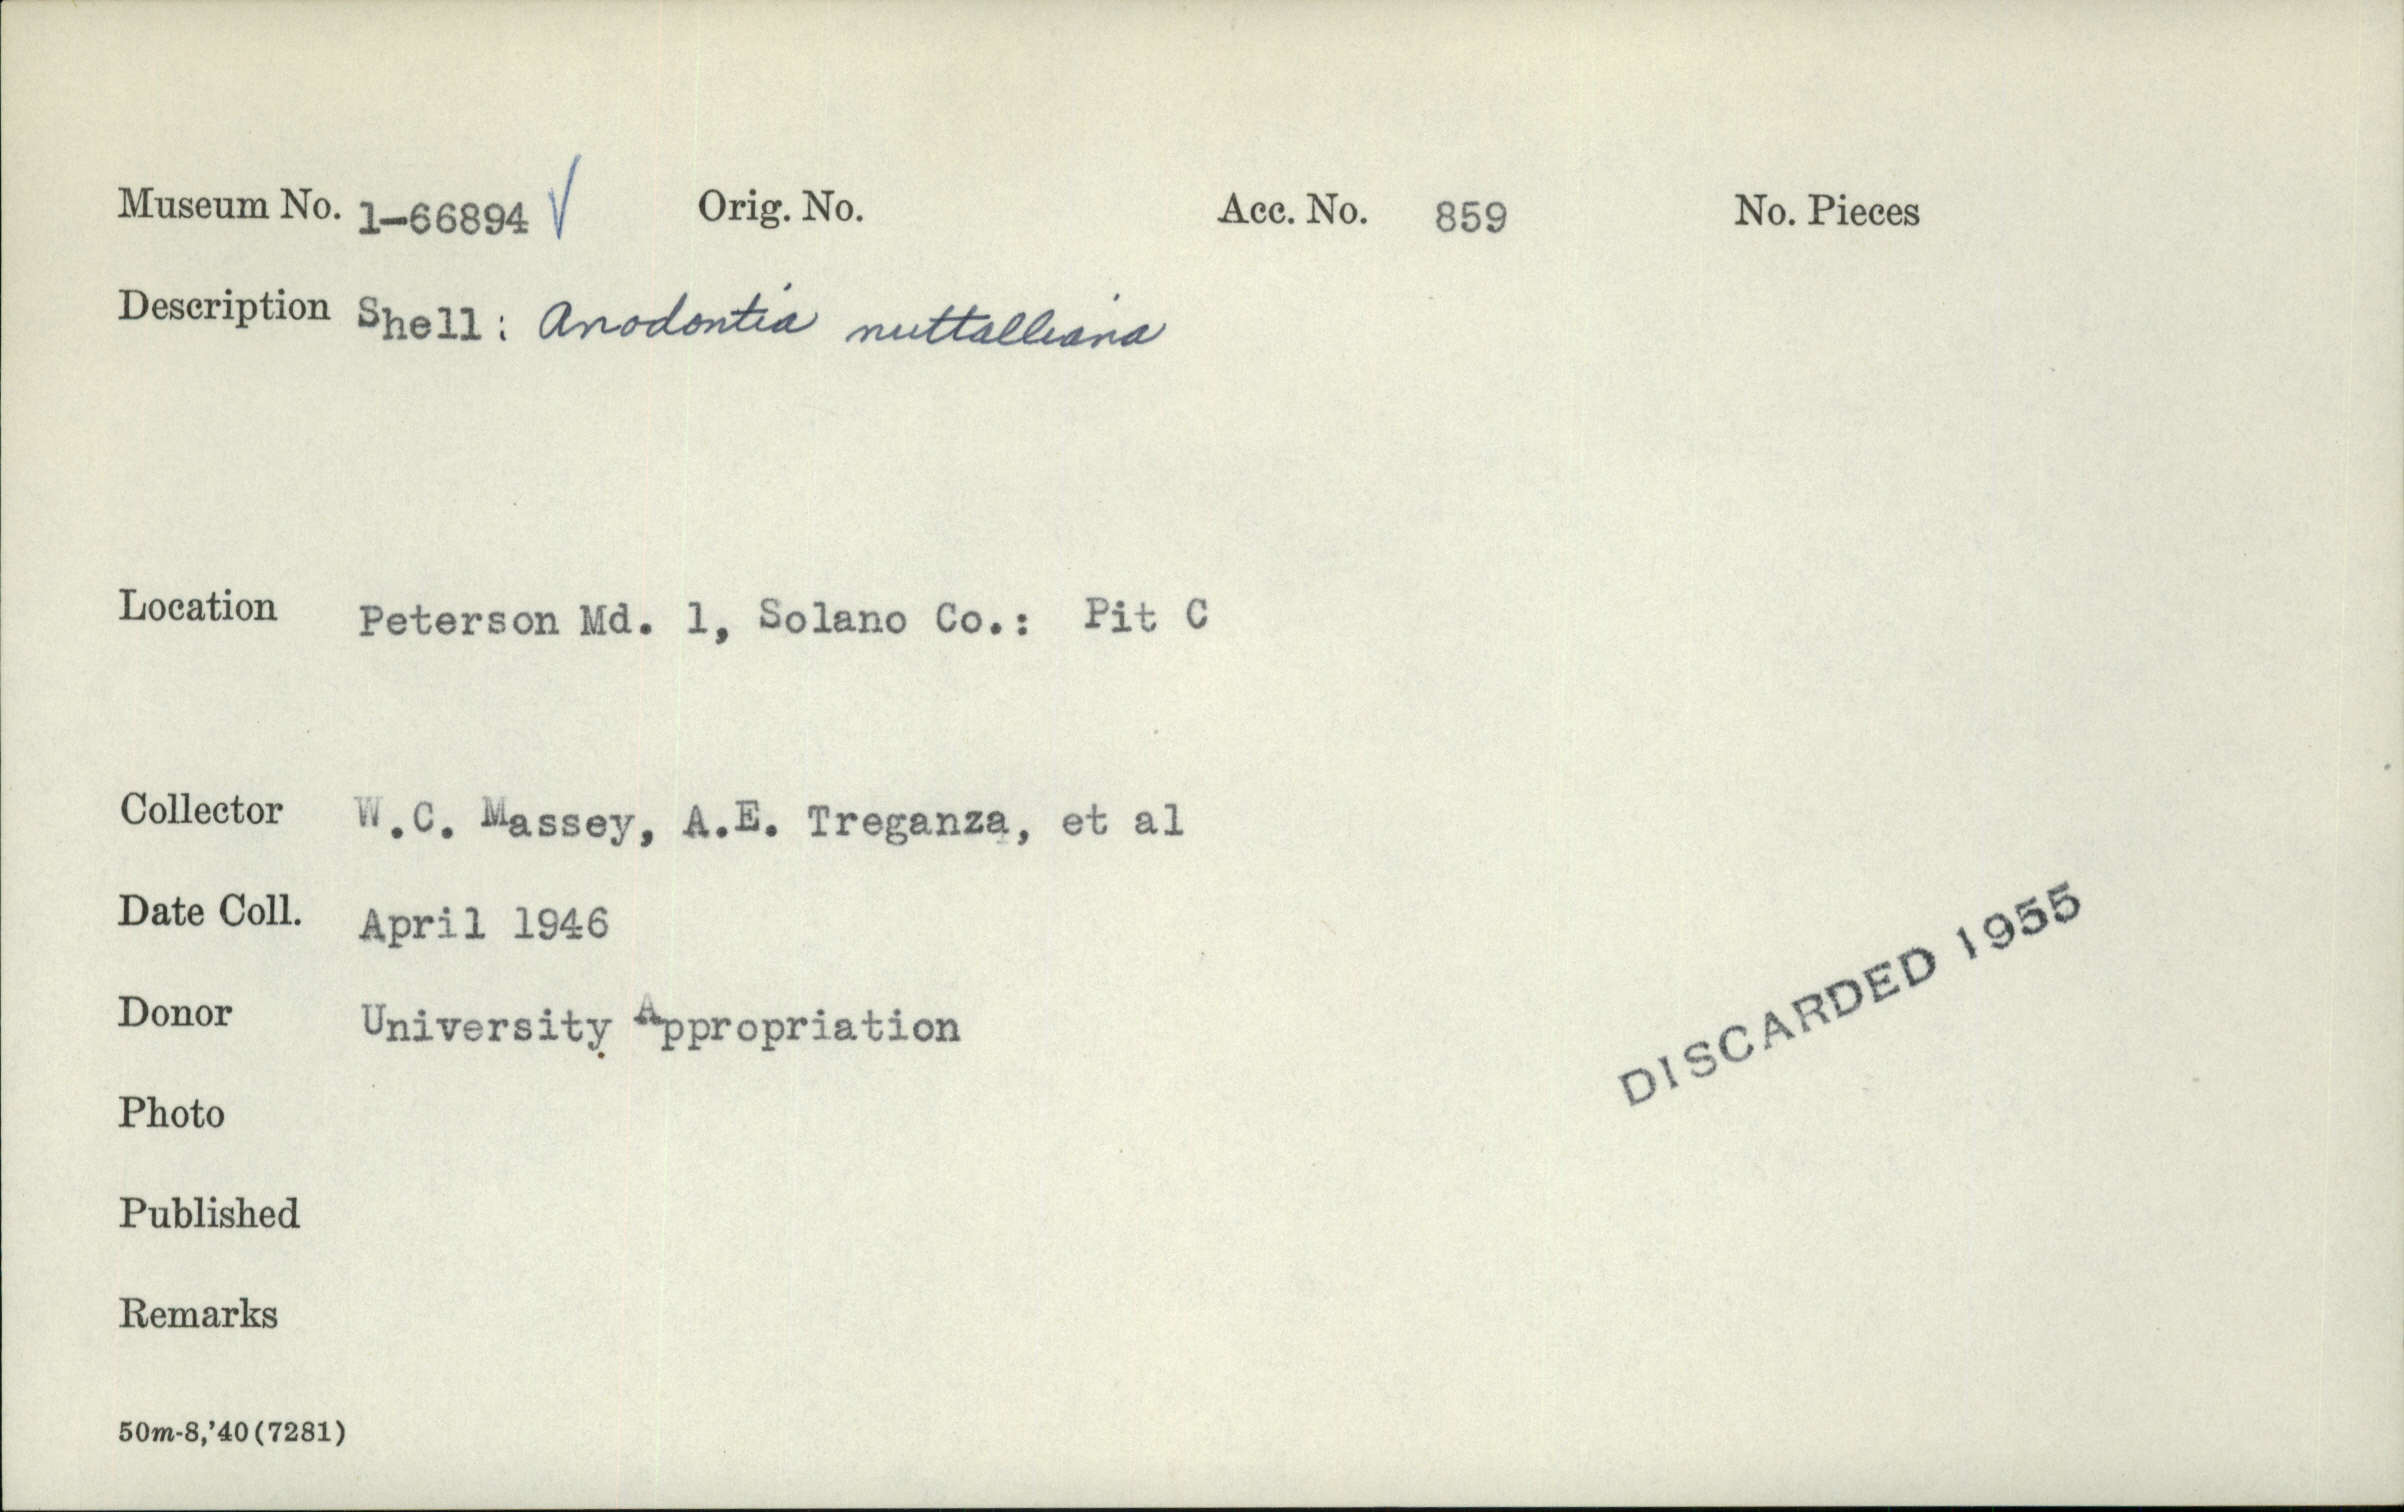 Museum No. 1-66894 √ Orig. No. Acc. No. 859 No. Pieces
Description Shell: Anodontia nuttalliana
Location Peterson Md. 1, Solano Co.: Pit C
Collector W.C. Massey, A.E. Treganza, et al
Date Coll. April 1946
DISCARDED 1955
Donor University Appropriation
Photo
Published
Remarks
50m-8,'40(7281)